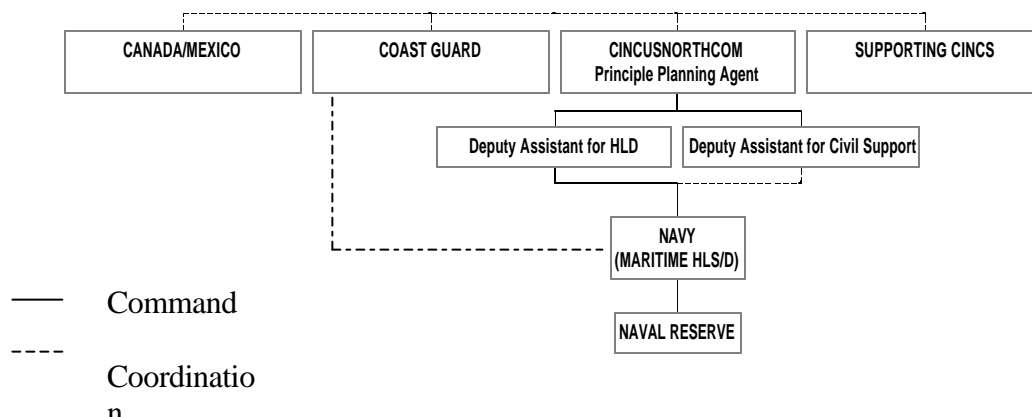 CANADA/MEXICO
COAST GUARD
CINCUSNORTHCOM
Principle Planning Agent
SUPPORTING CINCS
Deputy Assistant for HLD
Deputy Assistant for Civil Support
NAVY
(MARITIME HLS/D)
NAVAL RESERVE
Command
Coordinatio
n